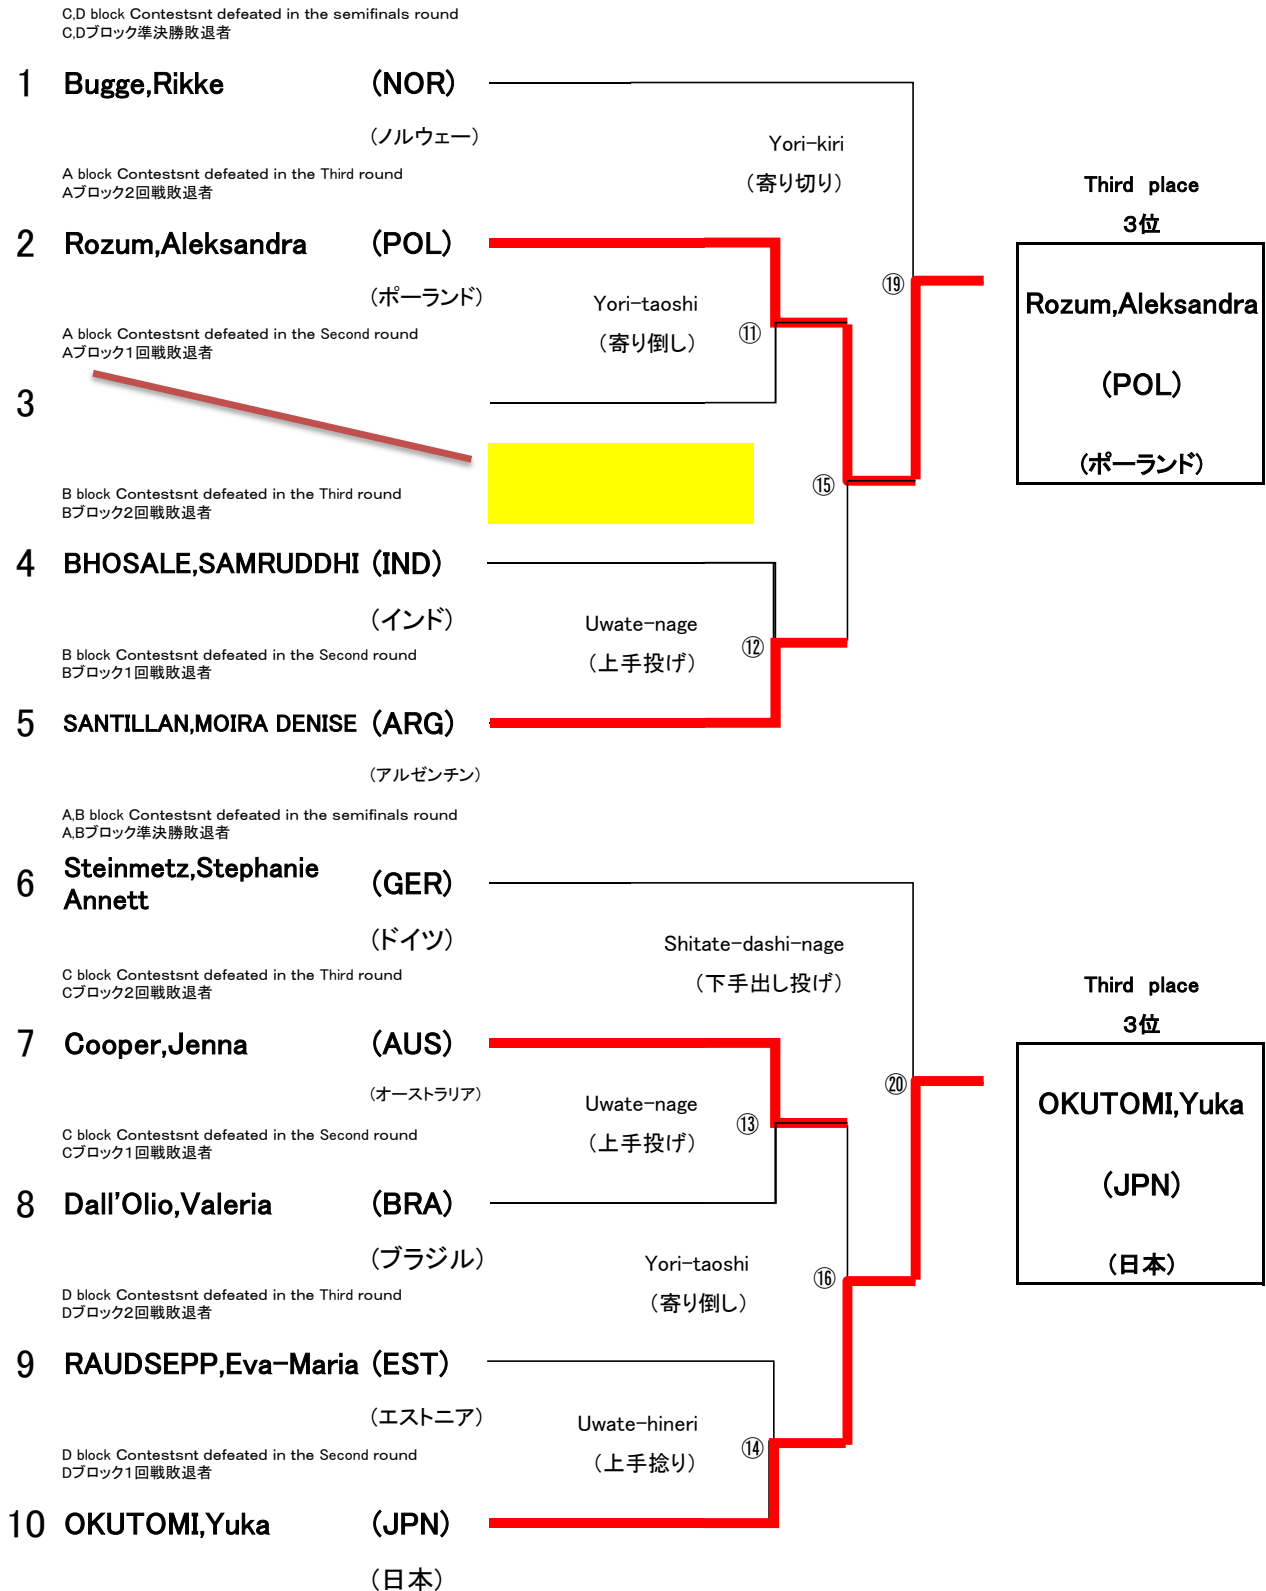 C,D block Contestsnt defeated in the semifinals round
C,Dブロック準決勝敗退者
1 Bugge,Rikke (NOR)
(ノルウェー)
Yori-kiri
(寄り切り)
A block Contestsnt defeated in the Third round
Aブロック2回戦敗退者
Third place
3位
2 Rozum,Aleksandra (POL)
(ポーランド)
⑲
Rozum,Aleksandra
(POL)
(ポーランド)
Yori-taoshi
(寄り倒し)
⑪
A block Contestsnt defeated in the Second round
Aブロック1回戦敗退者
3
⑮
B block Contestsnt defeated in the Third round
Bブロック2回戦敗退者
4 BHOSALE,SAMRUDDHI (IND)
(インド)
Uwate-nage
(上手投げ)
⑫
B block Contestsnt defeated in the Second round
Bブロック1回戦敗退者
5 SANTILLAN,MOIRA DENISE (ARG)
(アルゼンチン)
A,B block Contestsnt defeated in the semifinals round
A,Bブロック準決勝敗退者
6 Steinmetz,Stephanie
Annett (GER)
(ドイツ)
Shitate-dashi-nage
(下手出し投げ)
C block Contestsnt defeated in the Third round
Cブロック2回戦敗退者
Third place
3位
7 Cooper,Jenna (AUS)
(オーストラリア)
⑳
OKUTOMI,Yuka
(JPN)
(日本)
Uwate-nage
(上手投げ)
⑬
C block Contestsnt defeated in the Second round
Cブロック1回戦敗退者
8 Dall'Olio,Valeria (BRA)
(ブラジル)
Yori-taoshi
(寄り倒し)
⑯
D block Contestsnt defeated in the Third round
Dブロック2回戦敗退者
9 RAUDSEPP,Eva-Maria (EST)
(エストニア)
Uwate-hineri
(上手捻り)
⑭
D block Contestsnt defeated in the Second round
Dブロック1回戦敗退者
10 OKUTOMI,Yuka (JPN)
(日本)